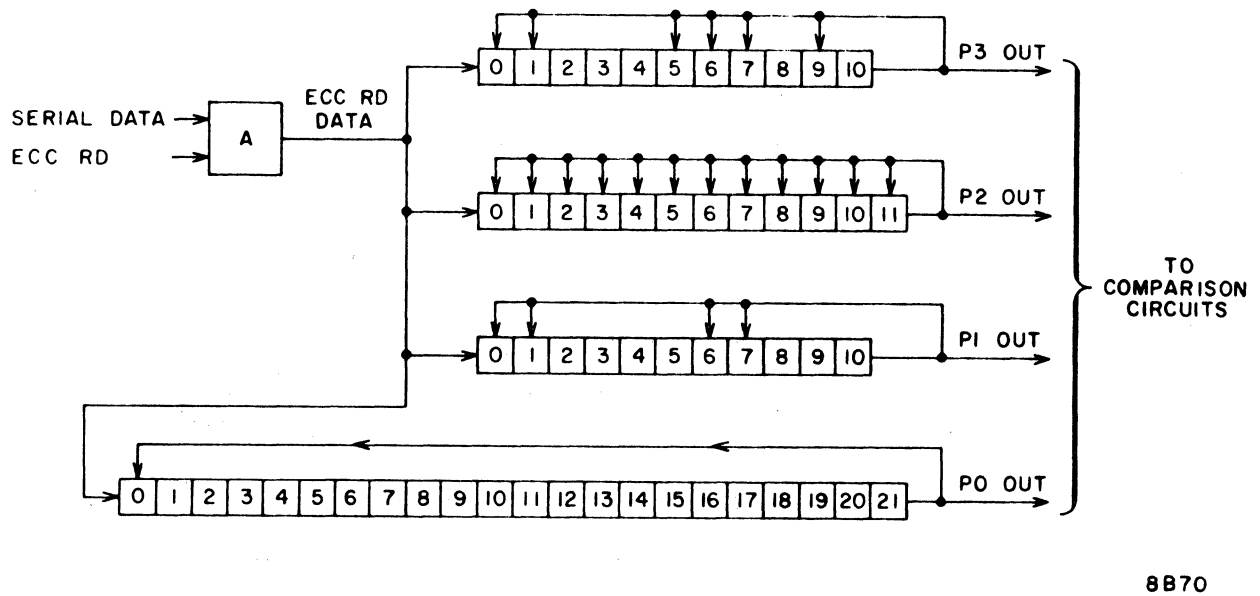 0 1 2 3 4 5 6 7 8 9 10
P3 OUT
SERIAL DATA
ECC RD
A
ECC RD
DATA
0 1 2 3 4 5 6 7 8 9 10 11
P2 OUT
TO
COMPARISON
CIRCUITS
0 1 2 3 4 5 6 7 8 9 10
P1 OUT
0 1 2 3 4 5 6 7 8 9 10 11 12 13 14 15 16 17 18 19 20 21
P0 OUT
8B70